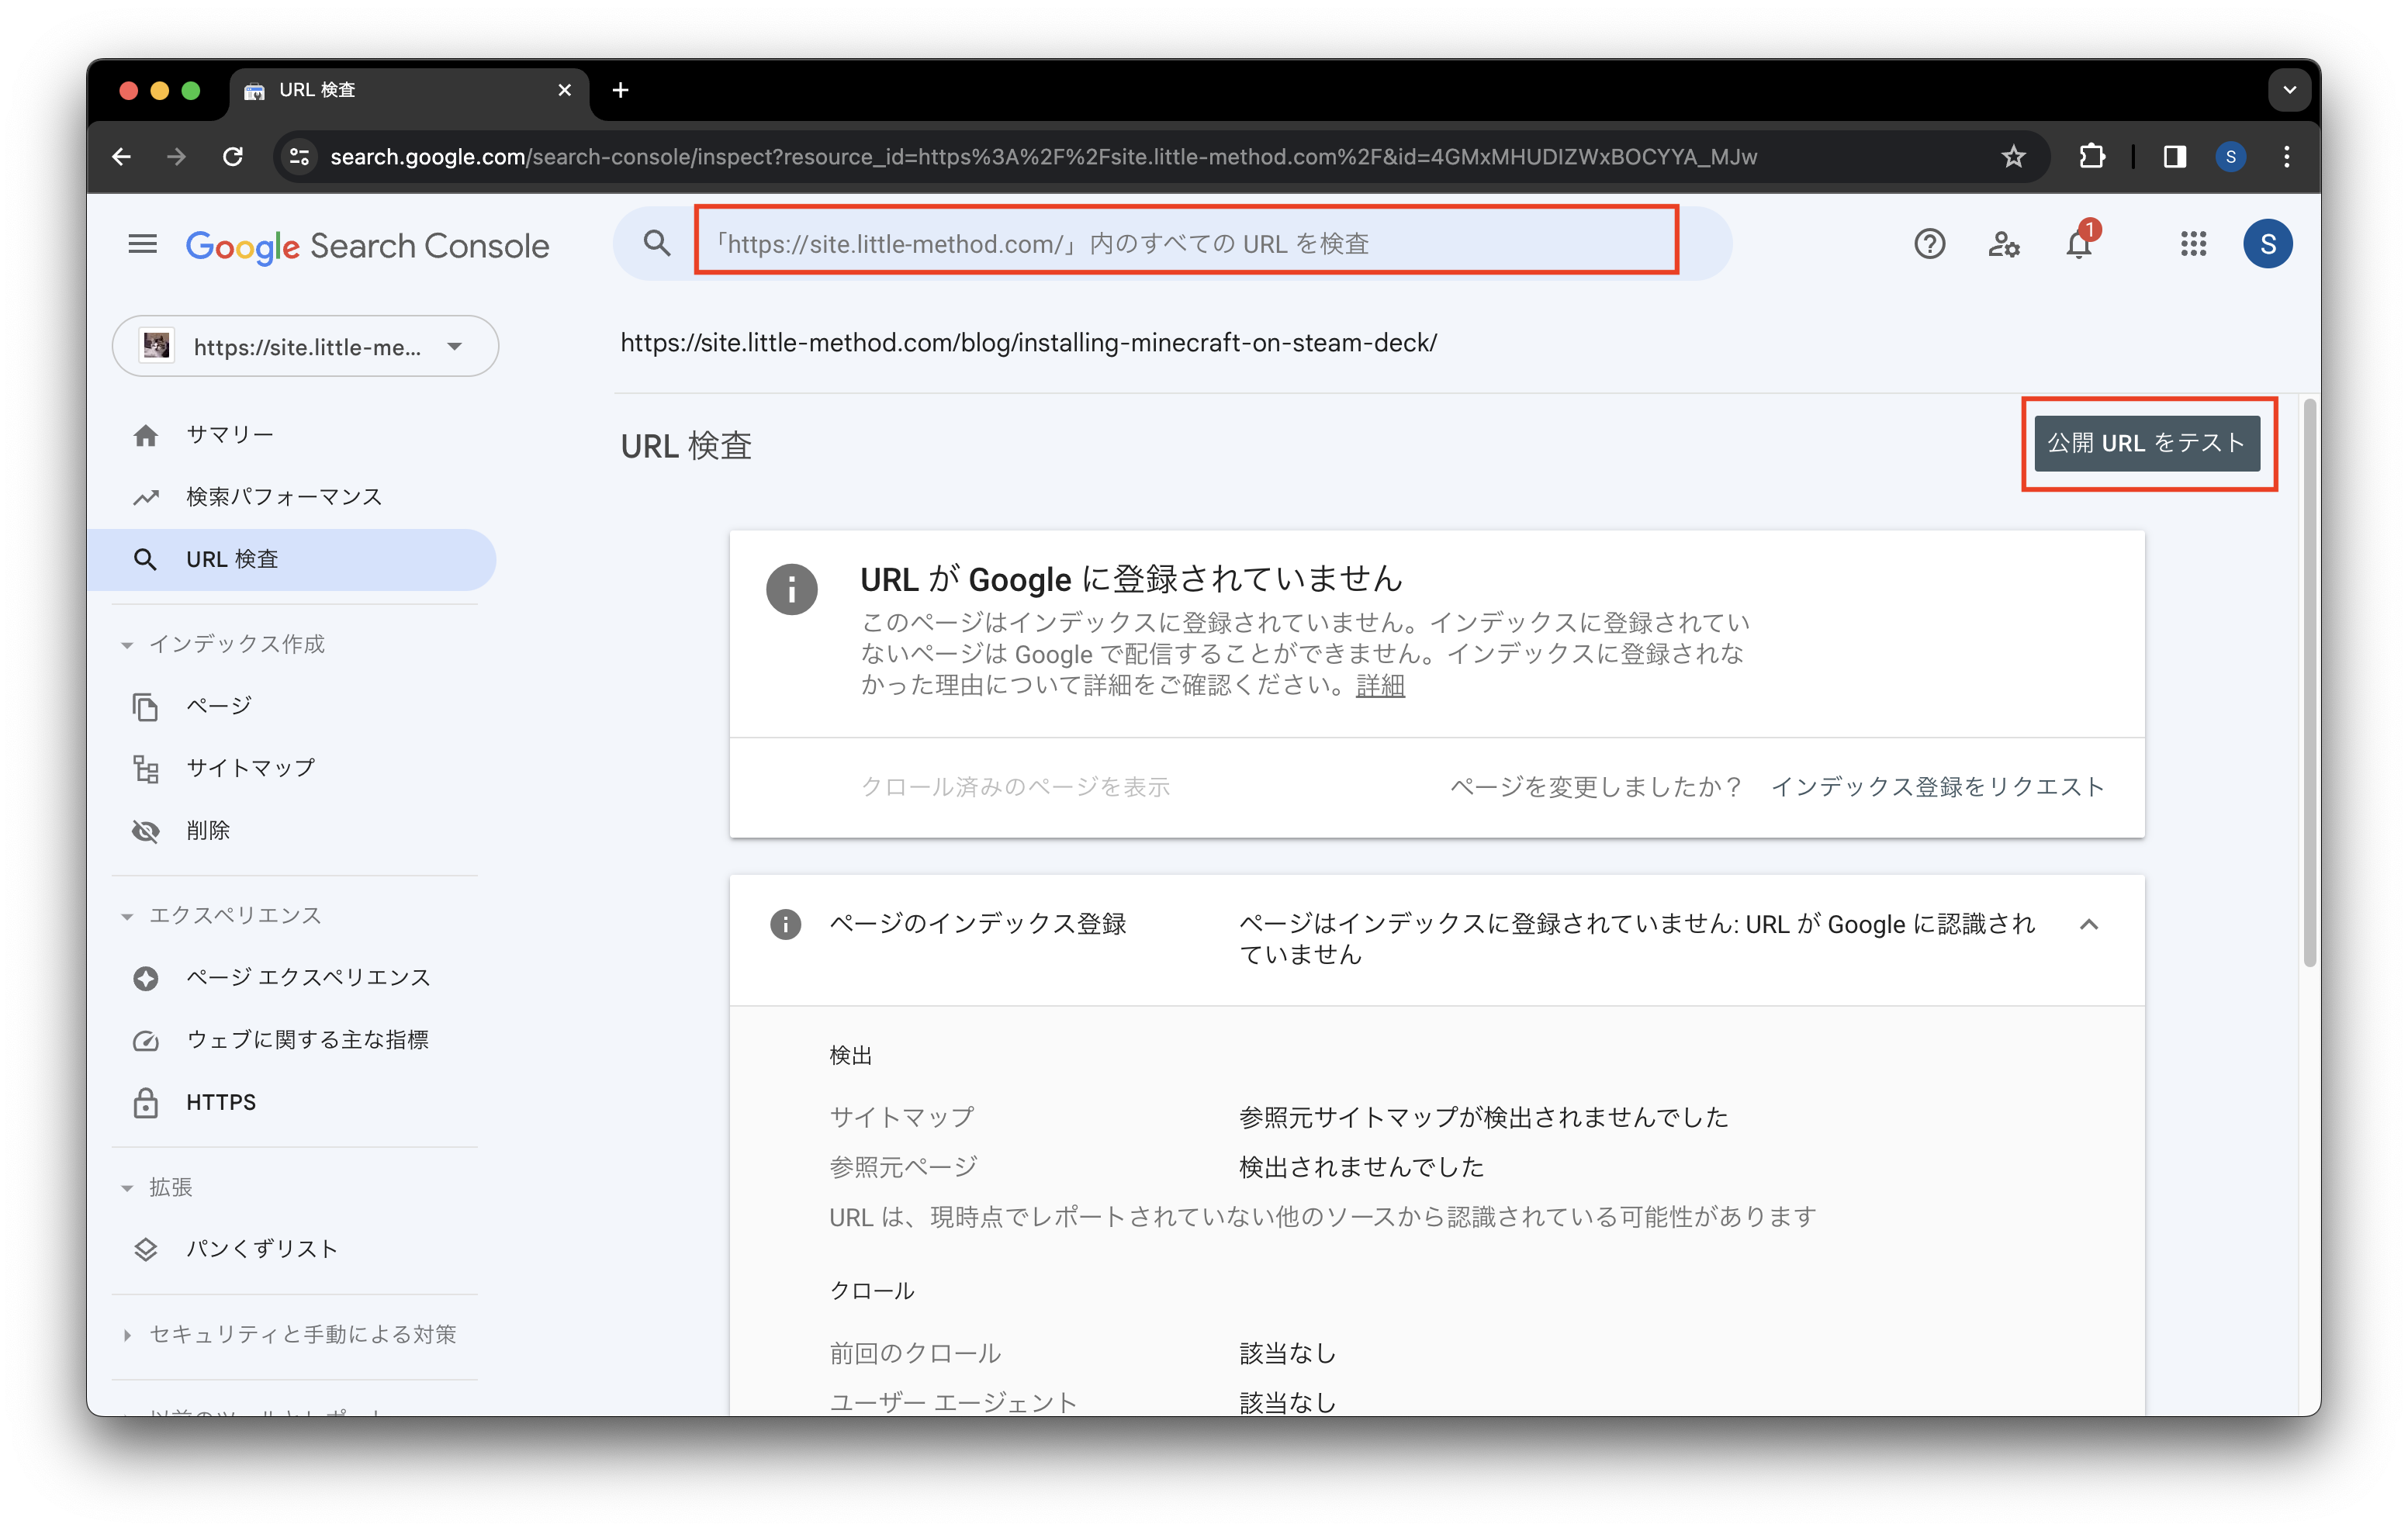 URL 検査
search.google.com/search-console/inspect?resource_id=https%3A%2F%2Fsite.little-method.com%2F&id=4GMxMHUDIZWxBOCYYA_MJw
S
Google Search Console
「https://site.little-method.com/」内のすべての URL を検査
1
S
https://site.little-me...
https://site.little-method.com/blog/installing-minecraft-on-steam-deck/
サマリー
検索パフォーマンス
URL 検査
インデックス作成
ページ
サイトマップ
削除
エクスペリエンス
ページ エクスペリエンス
ウェブに関する主な指標
HTTPS
拡張
パンくずリスト
セキュリティと手動による対策
URL 検査
公開 URL をテスト
URL が Google に登録されていません
このページはインデックスに登録されていません。インデックスに登録されてい
ないページは Google で配信することができません。インデックスに登録されな
かった理由について詳細をご確認ください。詳細
クロール済みのページを表示
ページを変更しましたか？ インデックス登録をリクエスト
ページのインデックス登録
ページはインデックスに登録されていません: URL が Google に認識され
ていません
検出
サイトマップ 参照元サイトマップが検出されませんでした
参照元ページ 検出されませんでした
URL は、現時点でレポートされていない他のソースから認識されている可能性があります
クロール
前回のクロール 該当なし
ユーザー エージェント 該当なし